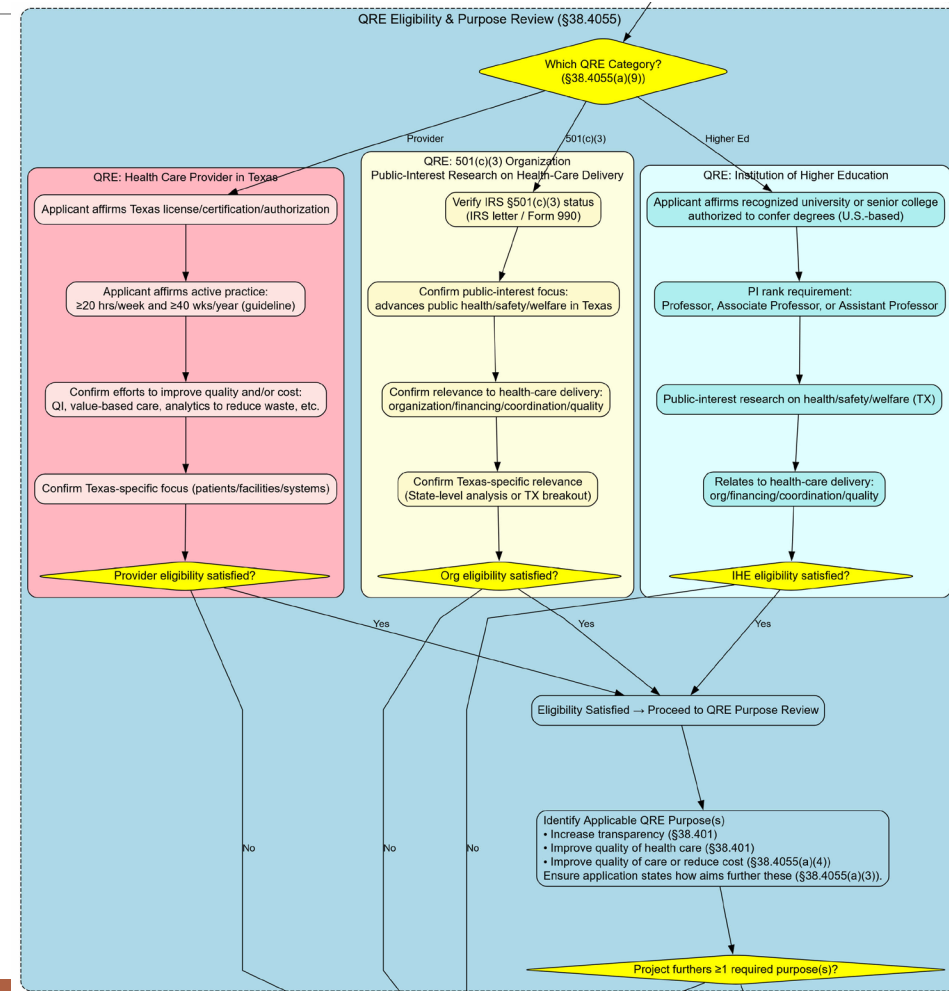 QRE Eligibility & Purpose Review (§38.4055)
Which QRE Category?
(§38.4055(a)(9))
Provider
501(c)(3)
Higher Ed
QRE: Health Care Provider in Texas
Applicant affirms Texas license/certification/authorization
Applicant affirms active practice:
≥20 hrs/week and ≥40 wks/year (guideline)
Confirm efforts to improve quality and/or cost:
QI, value-based care, analytics to reduce waste, etc.
Confirm Texas-specific focus (patients/facilities/systems)
Provider eligibility satisfied?
QRE: 501(c)(3) Organization
Public-Interest Research on Health-Care Delivery
Verify IRS §501(c)(3) status
(IRS letter / Form 990)
Confirm public-interest focus:
advances public health/safety/welfare in Texas
Confirm relevance to health-care delivery:
organization/financing/coordination/quality
Confirm Texas-specific relevance
(State-level analysis or TX breakout)
Org eligibility satisfied?
QRE: Institution of Higher Education
Applicant affirms recognized university or senior college
authorized to confer degrees (U.S.-based)
PI rank requirement:
Professor, Associate Professor, or Assistant Professor
Public-interest research on health/safety/welfare (TX)
Relates to health-care delivery:
org/financing/coordination/quality
IHE eligibility satisfied?
Yes
Yes
Yes
Eligibility Satisfied → Proceed to QRE Purpose Review
No
No
No
Identify Applicable QRE Purpose(s)
• Increase transparency (§38.401)
• Improve quality of health care (§38.401)
• Improve quality of care or reduce cost (§38.4055(a)(4))
Ensure application states how aims further these (§38.4055(a)(3)).
Project furthers ≥1 required purpose(s)?